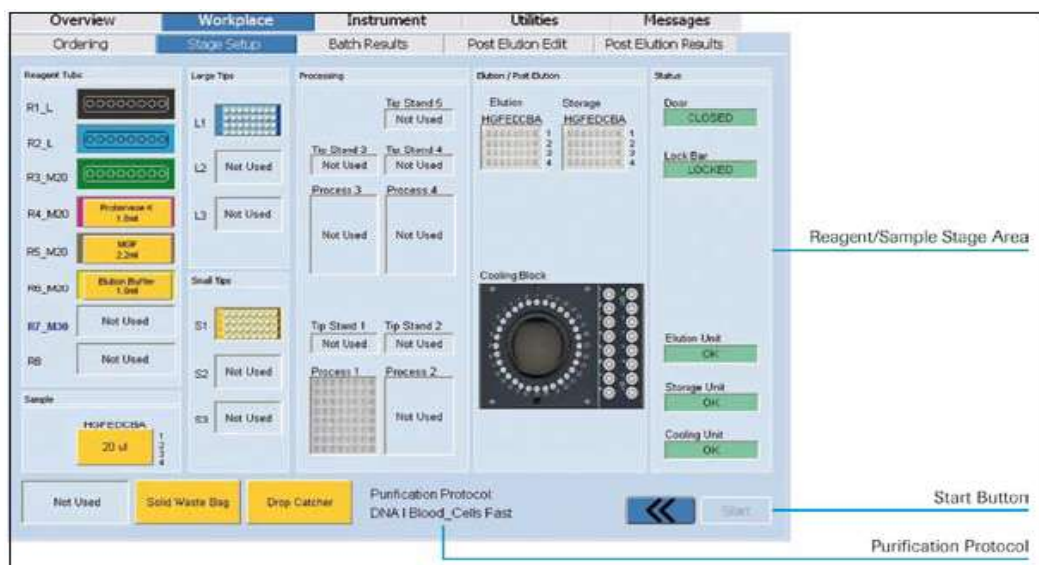 Overview Workplace Instrument Utilities Messages
Ordering Stage Setup Batch Results Post Elution Edit Post Elution Results
Reagent Tubs
R1_L
R2_L
R3_M20
R4_M20 Proteinase K
1.0ml
R5_M20 MGP
2.2ml
R6_M20 Elution Buffer
1.0ml
R7_M30 Not Used
R8 Not Used
Sample
HGFEDCBA
20 ul
1
2
3
4
Large Tips
L1
L2 Not Used
L3 Not Used
Small Tips
S1
S2 Not Used
S3 Not Used
Processing
Tip Stand 5
Not Used
Tip Stand 3 Tip Stand 4
Not Used Not Used
Process 3 Process 4
Not Used Not Used
Tip Stand 1 Tip Stand 2
Not Used Not Used
Process 1 Process 2
Not Used
Elution / Post Elution
Elution Storage
HGFEDCBA HGFEDCBA
1 1
2 2
3 3
4 4
Cooling Block
Status
Door
CLOSED
Lock Bar
LOCKED
Elution Unit
OK
Storage Unit
OK
Cooling Unit
OK
Not Used Solid Waste Bag Drop Catcher
Purification Protocol:
DNA I Blood_Cells Fast
Start
Reagent/Sample Stage Area
Start Button
Purification Protocol